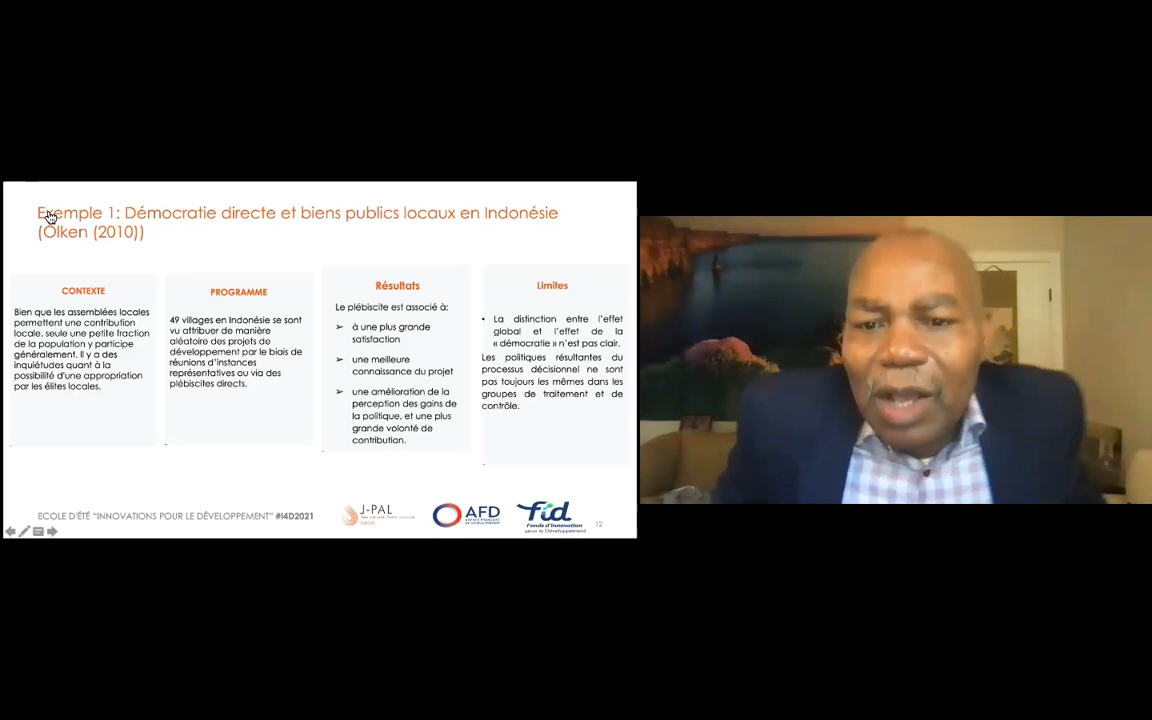 Exemple 1: Démocratie directe et biens publics locaux en Indonésie
(Olken (2010))
CONTEXTE
Bien que les assemblées locales
permettent une contribution
locale, seule une petite fraction
de la population y participe
généralement. Il y a des
inquiétudes quant à la
possibilité d'une appropriation
par les élites locales.
PROGRAMME
49 villages en Indonésie se sont
vu attribuer de manière
aléatoire des projets de
développement par le biais de
réunions d'instances
représentatives ou via des
plébiscites directs.
Résultats
Le plébiscite est associé à:
➢ à une plus grande
satisfaction
➢ une meilleure
connaissance du projet
➢ une amélioration de la
perception des gains de
la politique, et une plus
grande volonté de
contribution.
Limites
• La distinction entre l'effet
global et l'effet de la
« démocratie » n'est pas clair.
Les politiques résultantes du
processus décisionnel ne sont
pas toujours les mêmes dans les
groupes de traitement et de
contrôle.
ECOLE D'ÉTÉ "INNOVATIONS POUR LE DÉVELOPPEMENT" #I4D2021
J-PAL
AFD
fid
Fonds d'Innovation
pour le Développement
12